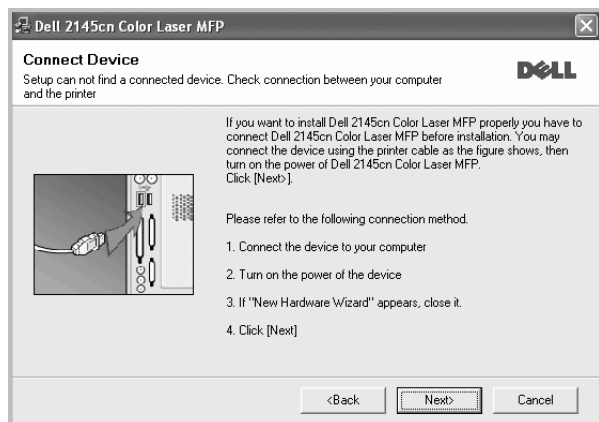 Dell 2145cn Color Laser MFP
Connect Device
Setup can not find a connected device. Check connection between your computer
and the printer
DELL
If you want to install Dell 2145cn Color Laser MFP properly you have to
connect Dell 2145cn Color Laser MFP before installation. You may
connect the device using the printer cable as the figure shows, then
turn on the power of Dell 2145cn Color Laser MFP.
Click [Next>].
Please refer to the following connection method.
1. Connect the device to your computer
2. Turn on the power of the device
3. If "New Hardware Wizard" appears, close it.
4. Click [Next]
<Back
Next>
Cancel